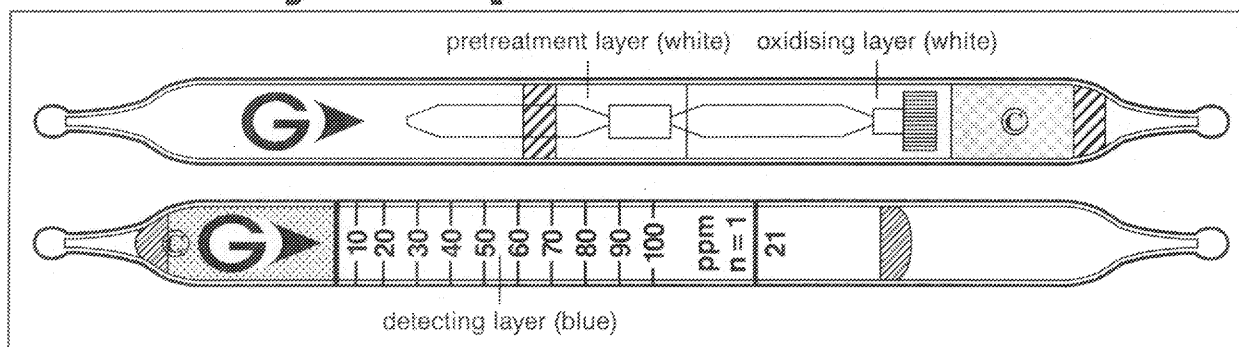 pretreatment layer (white) oxidising layer (white)
G
C
C
G
10
20
30
40
50
60
70
80
90
100
ppm
n = 1
21
detecting layer (blue)